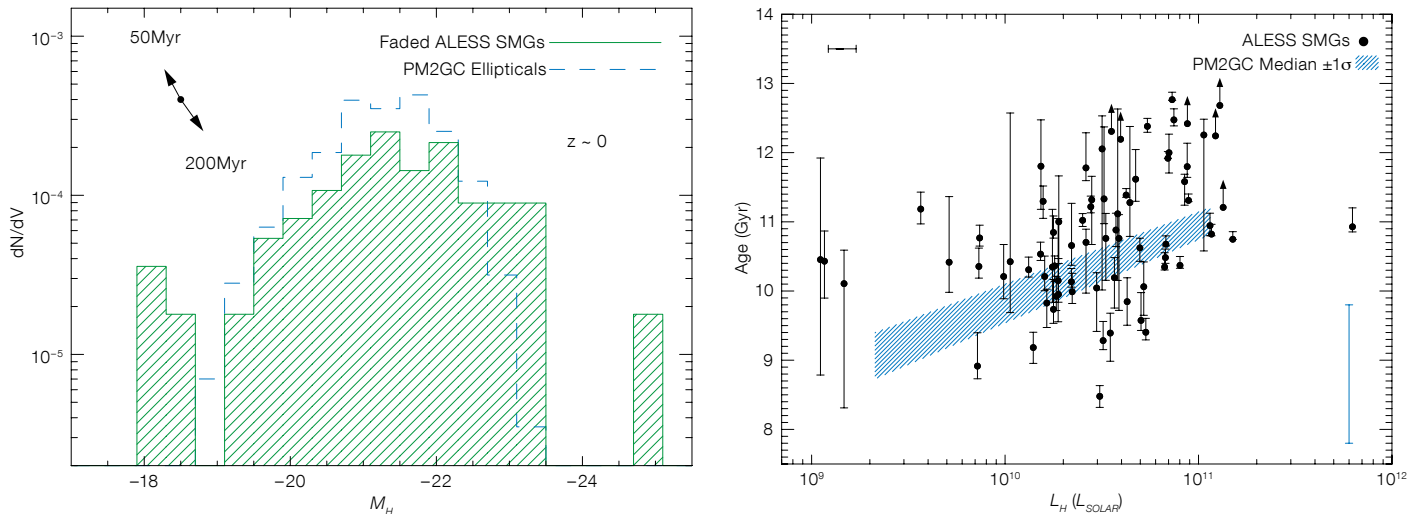 10⁻³
10⁻⁴
10⁻⁵
dN/dV
50Myr
200Myr
Faded ALESS SMGs
PM2GC Ellipticals
z ~ 0
−18
−20
−22
−24
M_H
14
13
12
11
10
9
8
Age (Gyr)
ALESS SMGs
PM2GC Median ±1σ
10⁹
10¹⁰
10¹¹
10¹²
L_H (L_SOLAR)